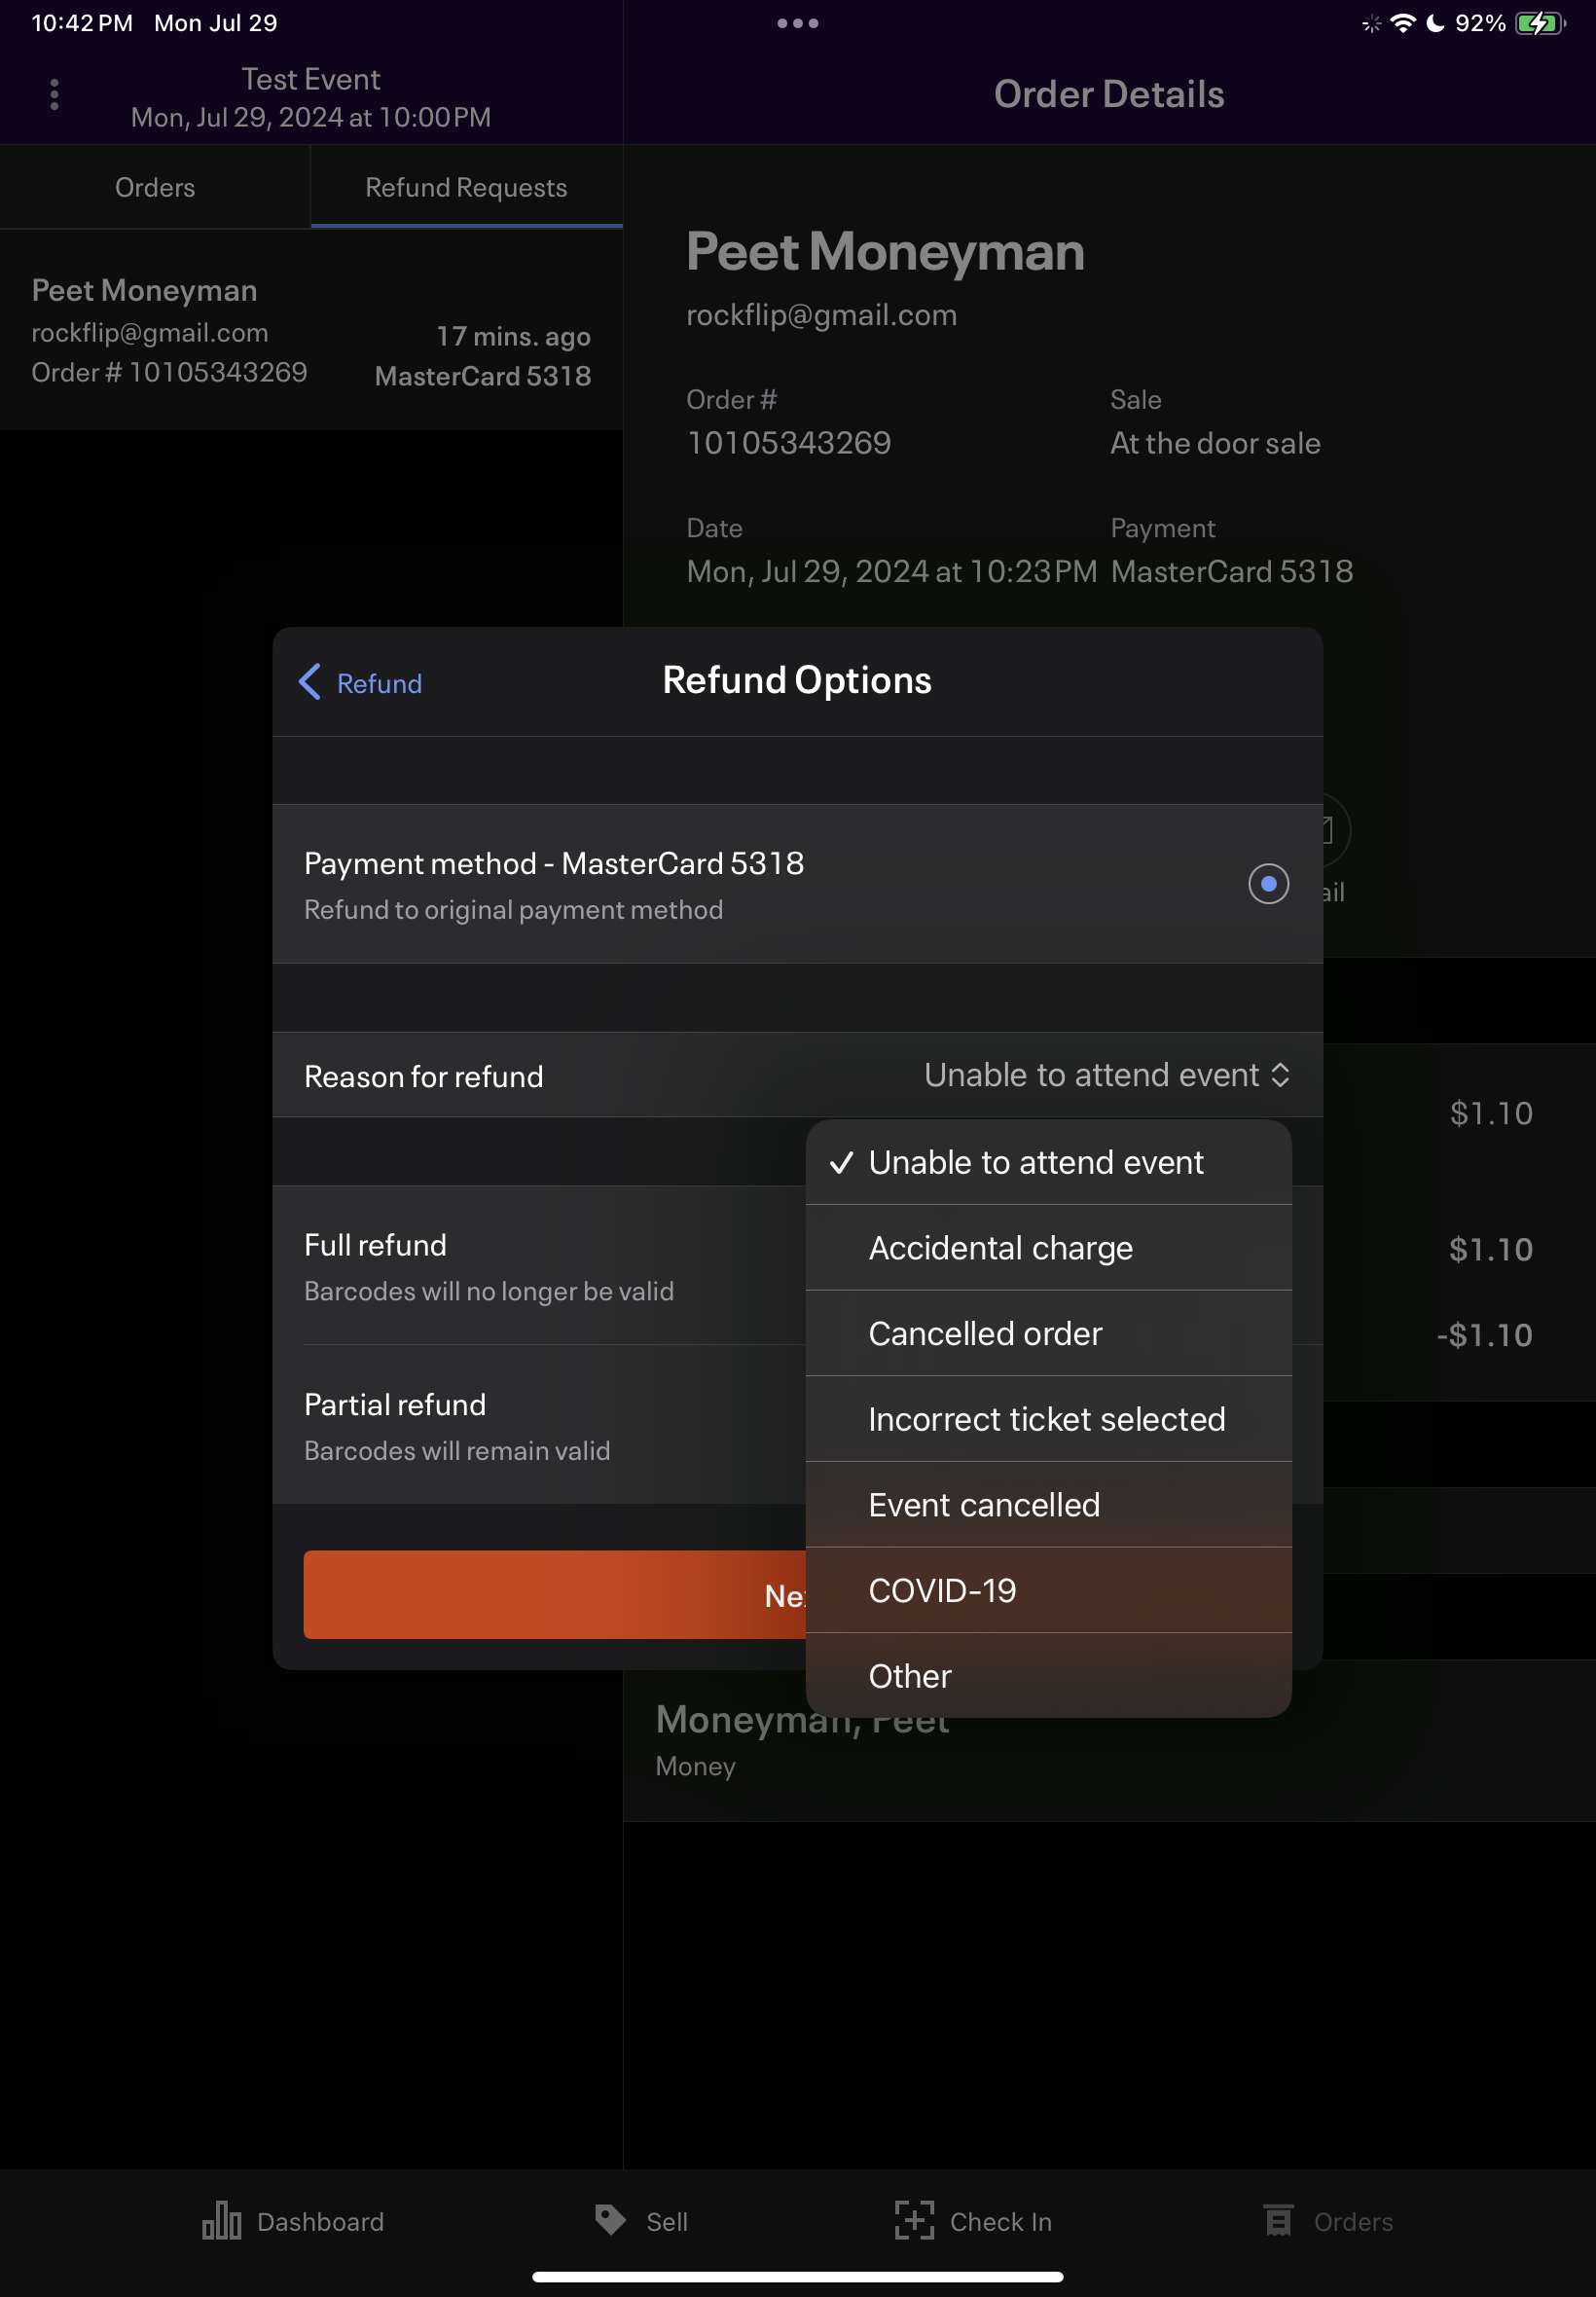 10:42 PM Mon Jul 29
92%
Test Event
Mon, Jul 29, 2024 at 10:00 PM
Order Details
Orders
Refund Requests
Peet Moneyman
rockflip@gmail.com
17 mins. ago
Order # 10105343269
MasterCard 5318
Peet Moneyman
rockflip@gmail.com
Order #
Sale
10105343269
At the door sale
Date
Payment
Mon, Jul 29, 2024 at 10:23 PM
MasterCard 5318
Refund
Refund Options
Payment method - MasterCard 5318
Refund to original payment method
Reason for refund
Unable to attend event
$1.10
Unable to attend event
Accidental charge
Cancelled order
Incorrect ticket selected
Event cancelled
COVID-19
Other
Full refund
Barcodes will no longer be valid
$1.10
-$1.10
Partial refund
Barcodes will remain valid
Moneyman, Peet
Money
Dashboard
Sell
Check In
Orders